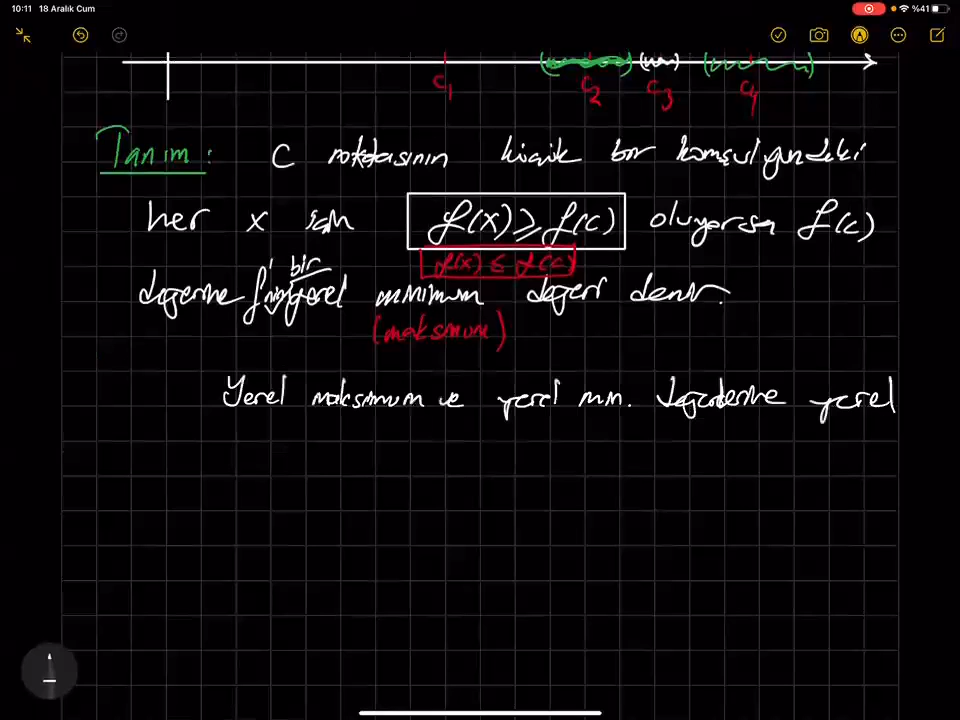 10:11 18 Aralık Cum %41
c₁ c₂ c₃ c₄
Tanım: C noktasının küçük bir komşuluğundaki
her x için f(x) ≥ f(c) oluyorsa f(c)
f(x) ≤ f(c)
değerine f'nin bir yerel minimum değeri denir.
(maksimum)
Yerel maksimum ve yerel min. değerlerine yerel